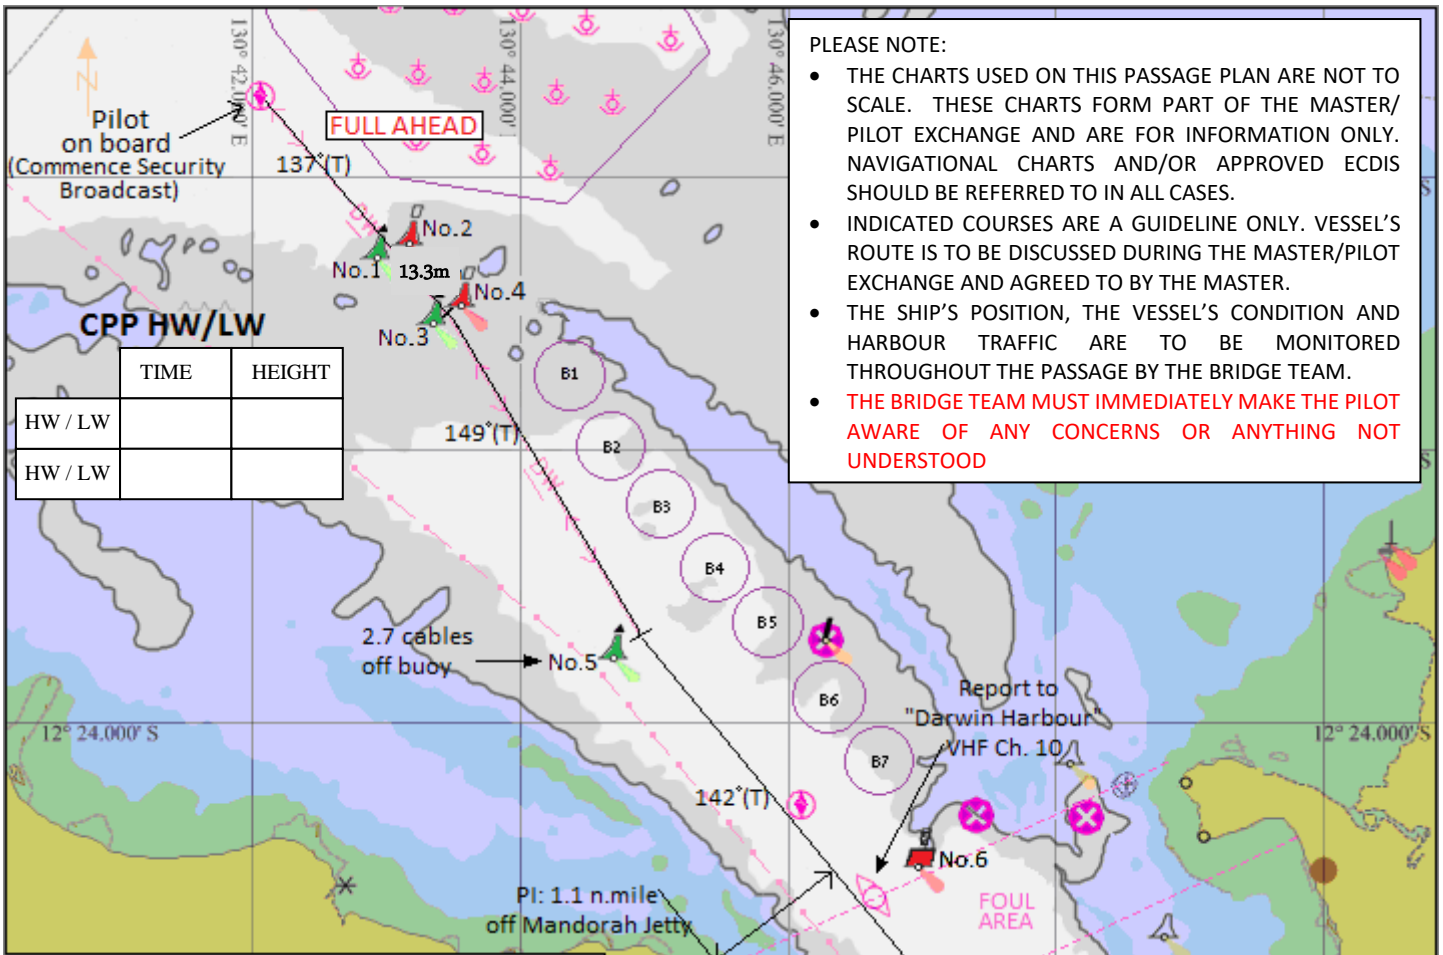 130° 42.000' E
130° 44.000' E
130° 46.000' E
N
Pilot
on board
(Commence Security
Broadcast)
FULL AHEAD
137°(T)
DW
No.2
No.1
13.3m
No.4
No.3
CPP HW/LW
TIME HEIGHT
HW / LW
HW / LW
149°(T)
DW
B1
B2
B3
B4
B5
B6
B7
2.7 cables
off buoy
No.5
PLEASE NOTE:
• THE CHARTS USED ON THIS PASSAGE PLAN ARE NOT TO
SCALE. THESE CHARTS FORM PART OF THE MASTER/
PILOT EXCHANGE AND ARE FOR INFORMATION ONLY.
NAVIGATIONAL CHARTS AND/OR APPROVED ECDIS
SHOULD BE REFERRED TO IN ALL CASES.
• INDICATED COURSES ARE A GUIDELINE ONLY. VESSEL'S
ROUTE IS TO BE DISCUSSED DURING THE MASTER/PILOT
EXCHANGE AND AGREED TO BY THE MASTER.
• THE SHIP'S POSITION, THE VESSEL'S CONDITION AND
HARBOUR TRAFFIC ARE TO BE MONITORED
THROUGHOUT THE PASSAGE BY THE BRIDGE TEAM.
• THE BRIDGE TEAM MUST IMMEDIATELY MAKE THE PILOT
AWARE OF ANY CONCERNS OR ANYTHING NOT
UNDERSTOOD
S
S
Report to
"Darwin Harbour"
VHF Ch. 10
12° 24.000' S
12° 24.000' S
142°(T)
No.6
PI: 1.1 n.mile
off Mandorah Jetty
FOUL
AREA